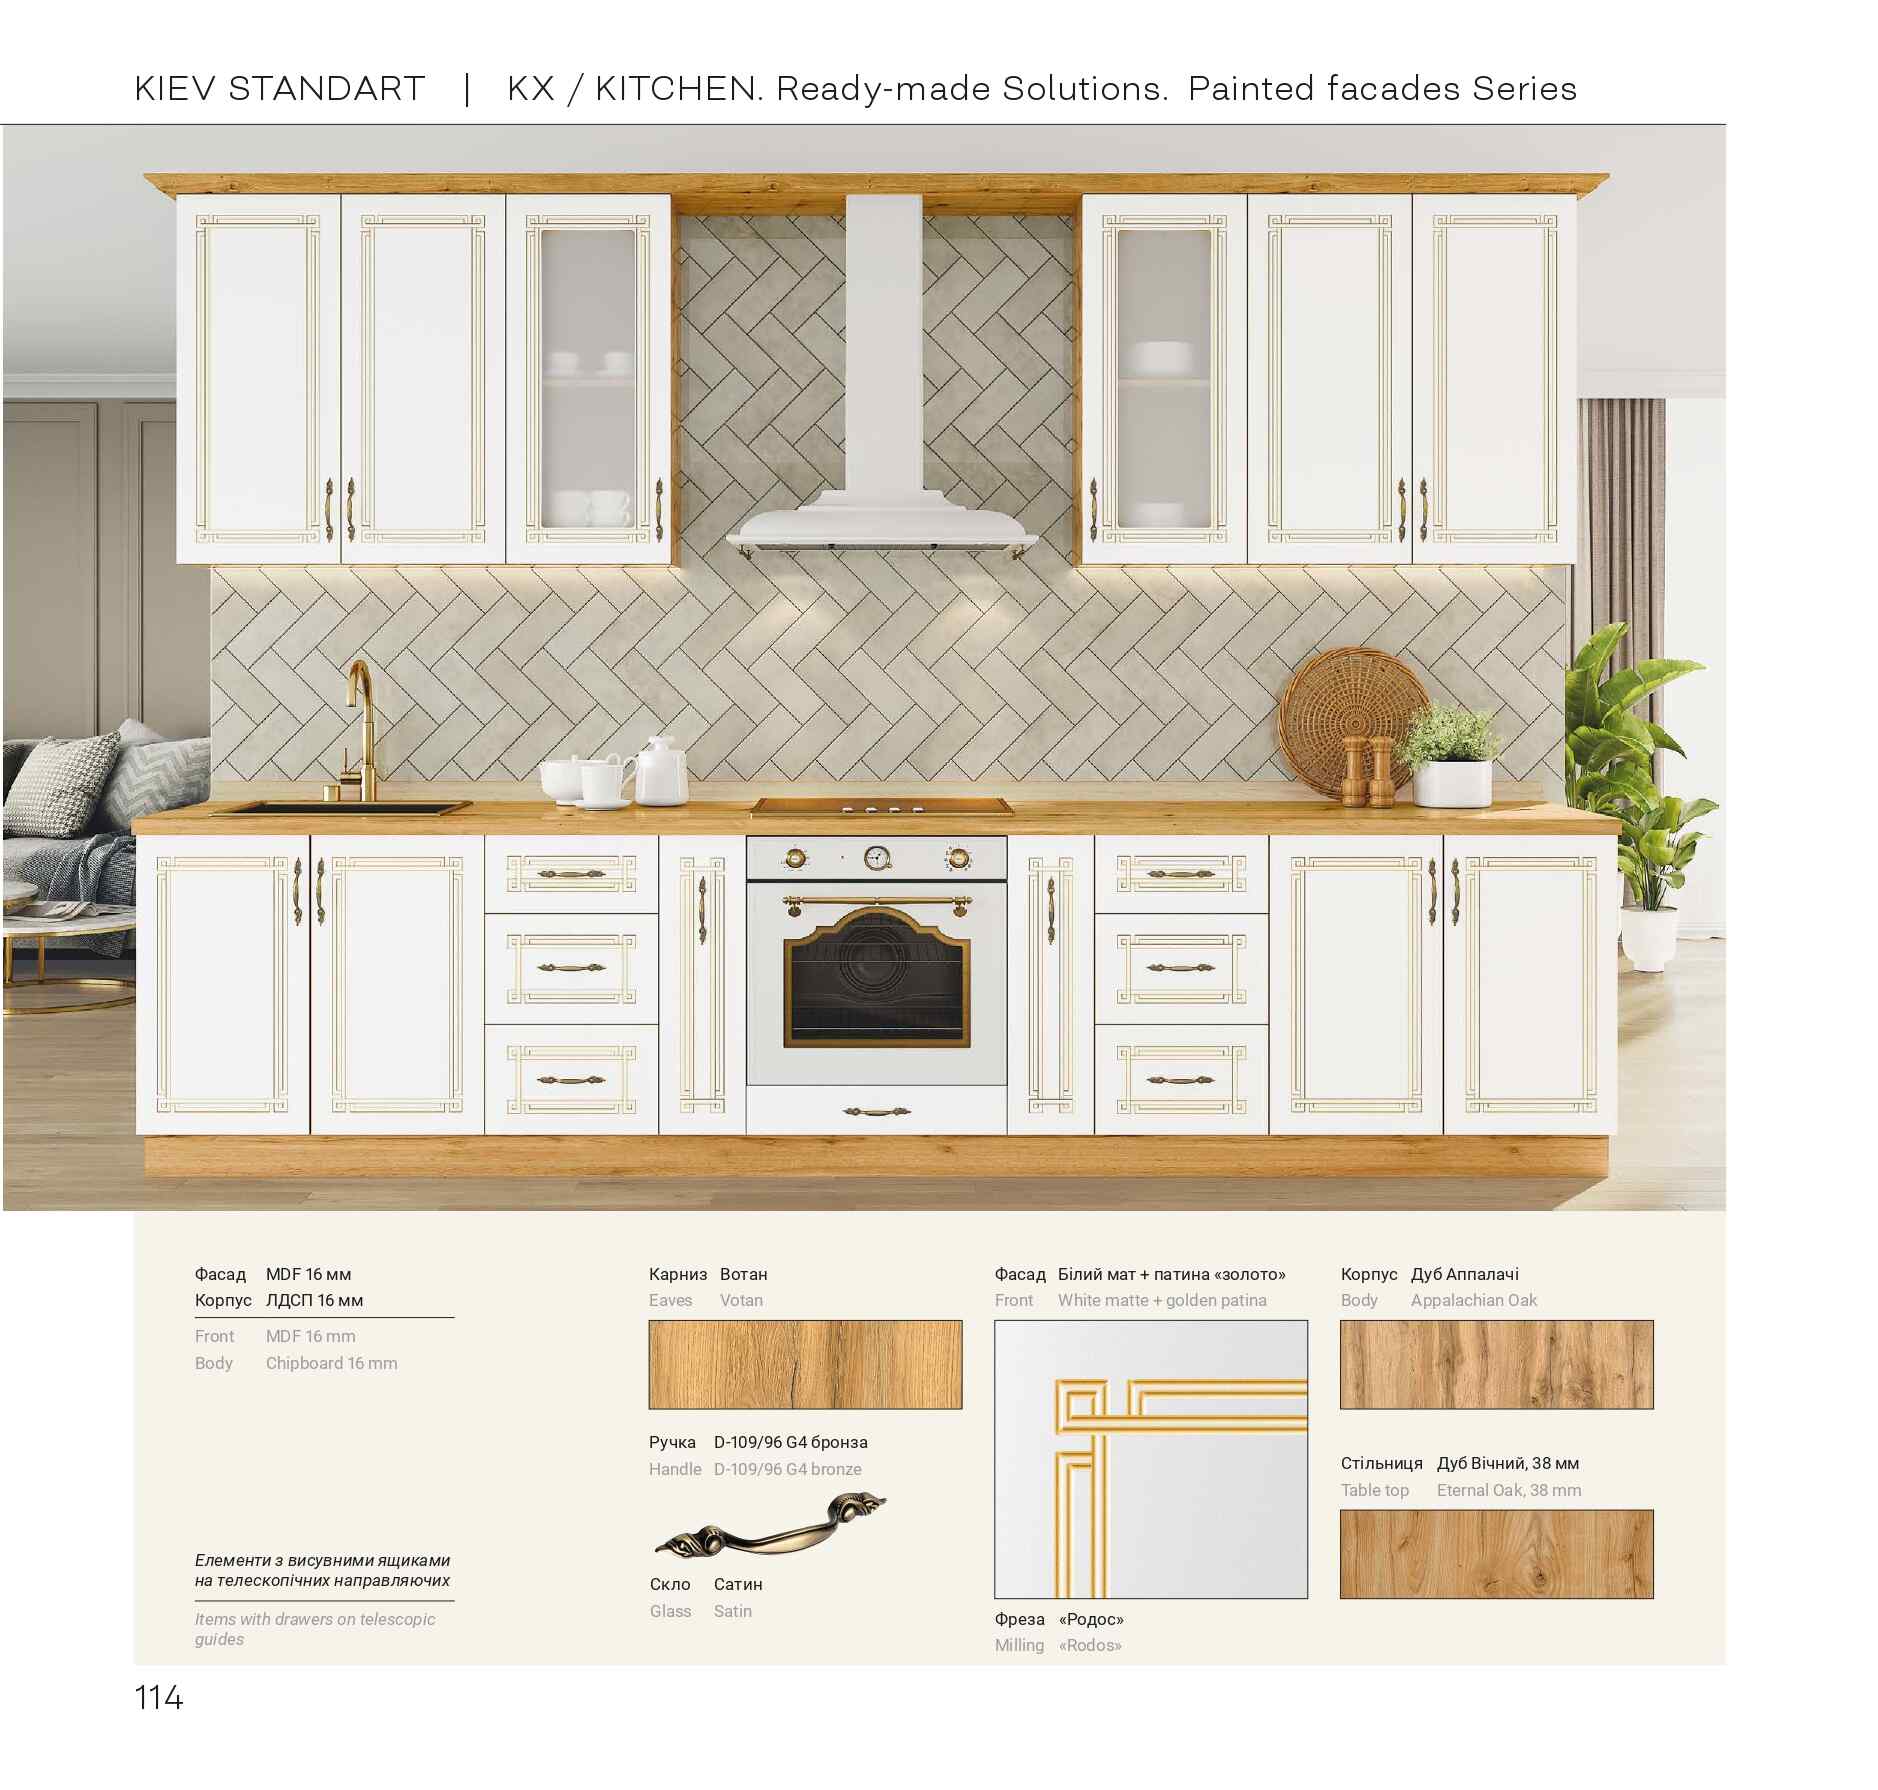 KIEV STANDART | KX / KITCHEN. Ready-made Solutions. Painted facades Series
Фасад MDF 16 мм
Корпус ЛДСП 16 мм
Front MDF 16 mm
Body Chipboard 16 mm
Елементи з висувними ящиками
на телескопічних направляючих
Items with drawers on telescopic
guides
Карниз Вотан
Eaves Votan
Ручка D-109/96 G4 бронза
Handle D-109/96 G4 bronze
Скло Сатин
Glass Satin
Фасад Білий мат + патина «золото»
Front White matte + golden patina
Фреза «Родос»
Milling «Rodos»
Корпус Дуб Аппалачі
Body Appalachian Oak
Стільниця Дуб Вічний, 38 мм
Table top Eternal Oak, 38 mm
114